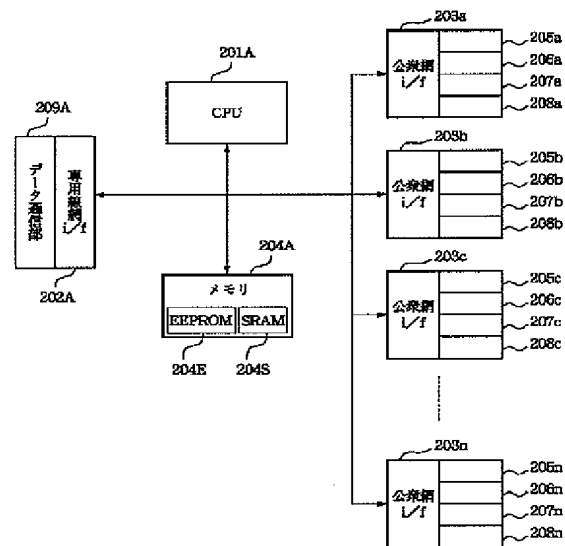 203a
205a
206a
207a
208a
公衆網
i/f
201A
CPU
209A
データ通信部
専用線網
i/f
202A
203b
205b
206b
207b
208b
公衆網
i/f
204A
メモリ
EEPROM
SRAM
204E
204S
203c
205c
206c
207c
208c
公衆網
i/f
203n
205n
206n
207n
208n
公衆網
i/f